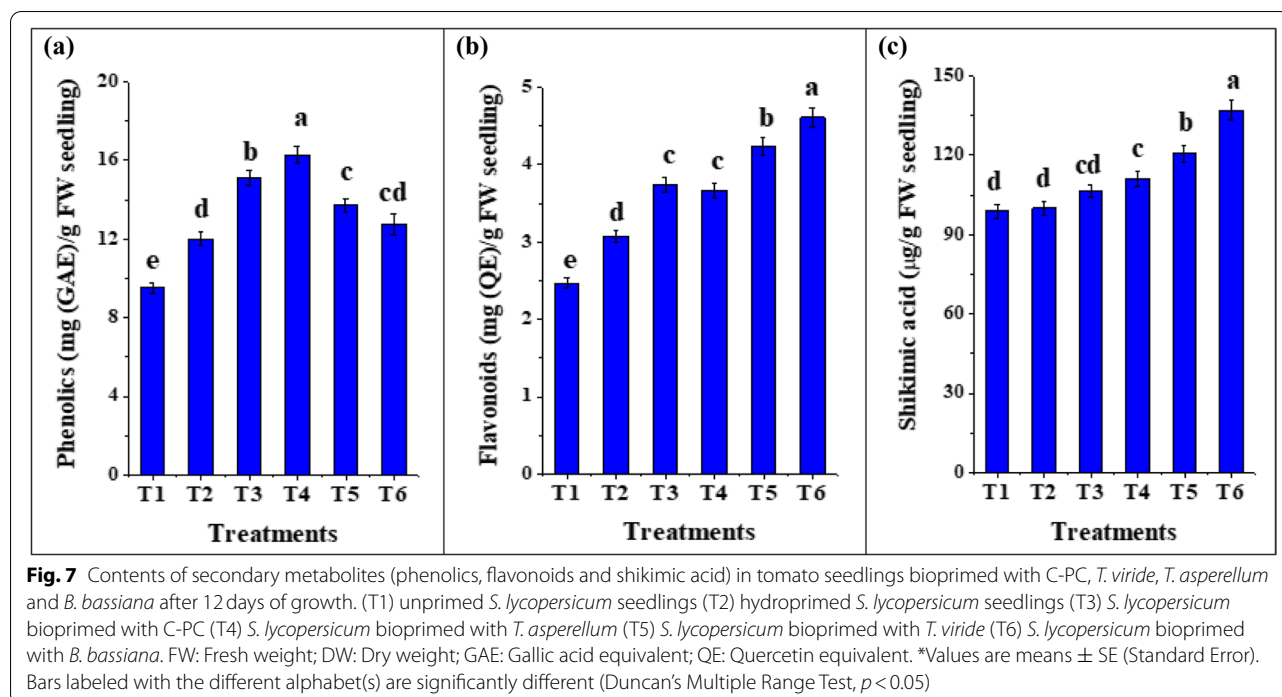 (a)
Phenolics (mg (GAE)/g FW seedling)
20
16
12
8
4
0
e
d
b
a
c
cd
T1 T2 T3 T4 T5 T6
Treatments
(b)
Flavonoids (mg (QE)/g FW seedling)
5
4
3
2
1
0
e
d
c
c
b
a
T1 T2 T3 T4 T5 T6
Treatments
(c)
Shikimic acid (µg/g FW seedling)
150
120
90
60
30
0
d
d
cd
c
b
a
T1 T2 T3 T4 T5 T6
Treatments
Fig. 7 Contents of secondary metabolites (phenolics, flavonoids and shikimic acid) in tomato seedlings bioprimed with C-PC, T. viride, T. asperellum
and B. bassiana after 12 days of growth. (T1) unprimed S. lycopersicum seedlings (T2) hydroprimed S. lycopersicum seedlings (T3) S. lycopersicum
bioprimed with C-PC (T4) S. lycopersicum bioprimed with T. asperellum (T5) S. lycopersicum bioprimed with T. viride (T6) S. lycopersicum bioprimed
with B. bassiana. FW: Fresh weight; DW: Dry weight; GAE: Gallic acid equivalent; QE: Quercetin equivalent. *Values are means ± SE (Standard Error).
Bars labeled with the different alphabet(s) are significantly different (Duncan's Multiple Range Test, p < 0.05)